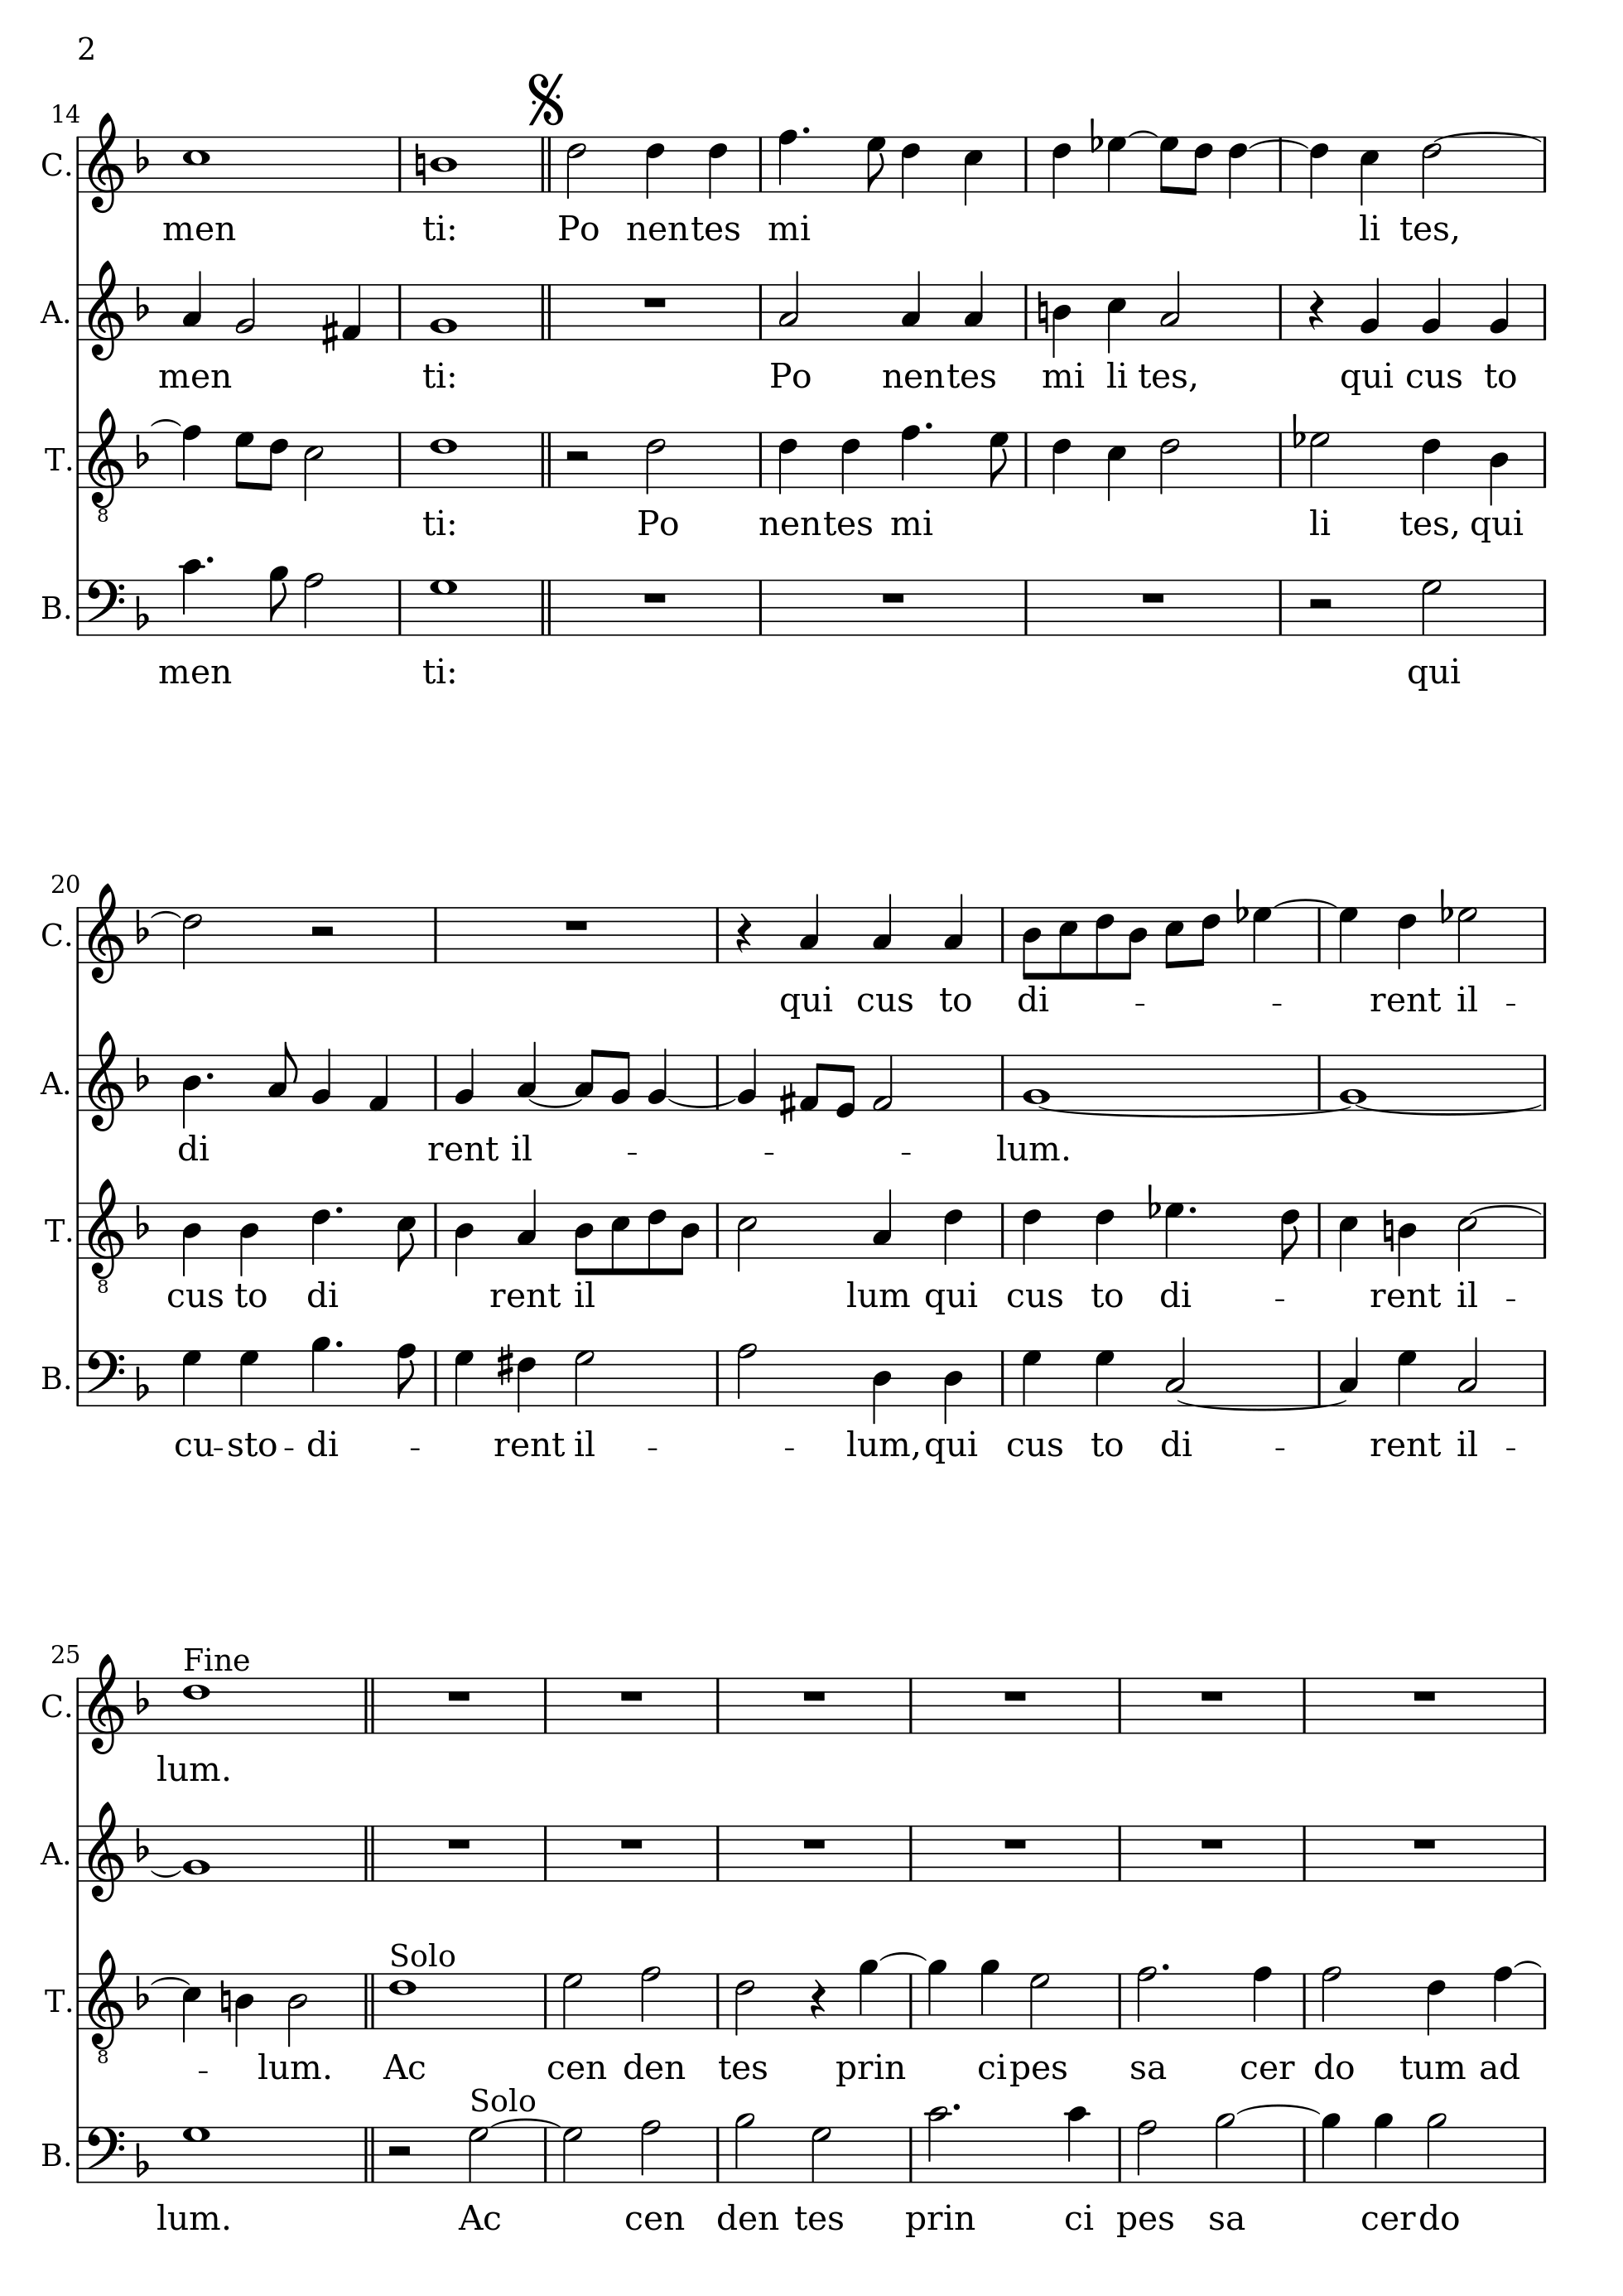 2
14
C.
men ti: Po nentes mi li tes,
A.
men ti: Po nentes mi li tes, qui cus to
T.
8
ti: Po nentes mi li tes, qui
B.
men ti: qui
20
C.
qui cus to di - - - rent il -
A.
di rent il - - - - lum.
T.
8
cus to di rent il lum qui cus to di - rent il -
B.
cu - sto - di - rent il - - lum, qui cus to di - rent il -
25
Fine
C.
lum.
A.
Solo
T.
8
- lum. Ac cen den tes prin cipes sa cer do tum ad
Solo
B.
lum. Ac cen den tes prin ci pes sa cerdo